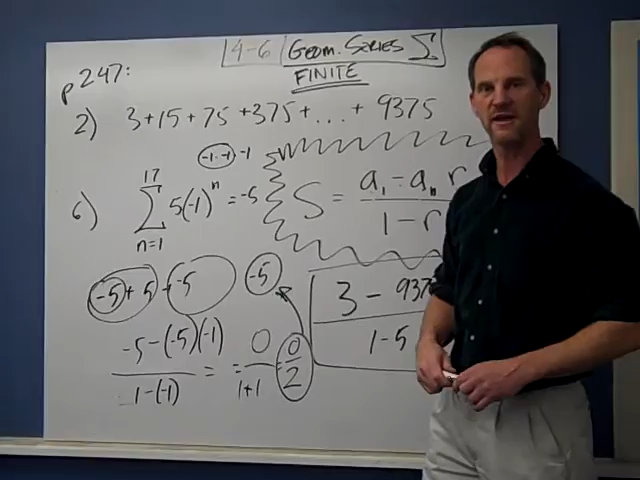 4-6 Geom. Series Σ
FINITE
p 247:
2) 3+15+75+375+...+ 9375
(-1·-1)·-1
6) 17 Σ n=1 5(-1)^n = -5
S = a₁ - aₙ r / 1 - r
-5 + 5 - -5
-5
3 - 937
1-5
-5 - (-5)(-1) / 1-(-1) = 0 / 1+1 = 0/2